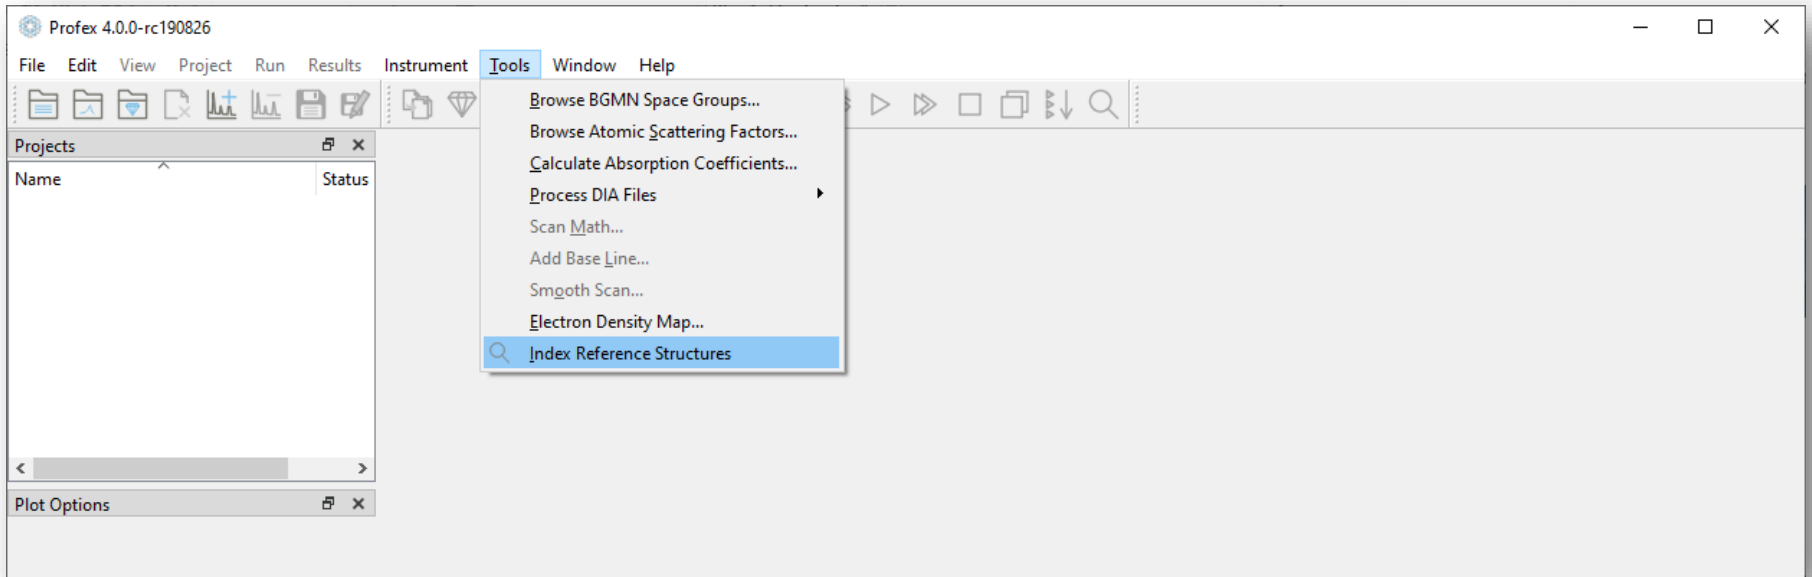 Profex 4.0.0-rc190826
File Edit View Project Run Results Instrument Tools Window Help
Browse BGMN Space Groups...
Browse Atomic Scattering Factors...
Calculate Absorption Coefficients...
Process DIA Files
Scan Math...
Add Base Line...
Smooth Scan...
Electron Density Map...
Index Reference Structures
Projects
Name Status
Plot Options